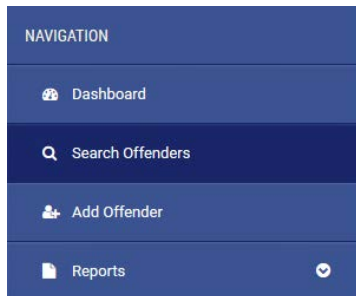 NAVIGATION
Dashboard
Search Offenders
Add Offender
Reports